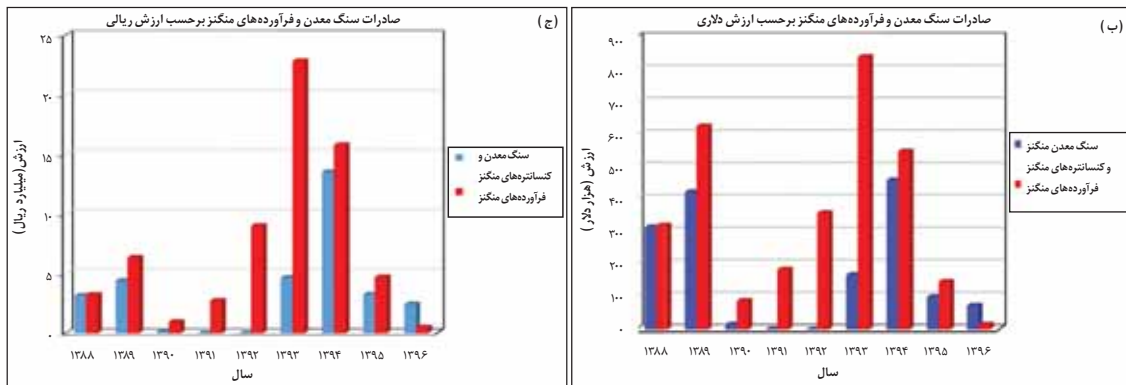 صادرات سنگ معدن و فرآورده‌های منگنز برحسب ارزش دلاری
(ب)
۹۰۰
۸۰۰
۷۰۰
۶۰۰
۵۰۰
۴۰۰
۳۰۰
۲۰۰
۱۰۰
۰
ارزش (هزار دلار)
۱۳۸۸ ۱۳۸۹ ۱۳۹۰ ۱۳۹۱ ۱۳۹۲ ۱۳۹۳ ۱۳۹۴ ۱۳۹۵ ۱۳۹۶
سال
سنگ معدن منگنز
و کنسانتره‌های منگنز
فرآورده‌های منگنز
صادرات سنگ معدن و فرآورده‌های منگنز برحسب ارزش ریالی
(ج)
۲۵
۲۰
۱۵
۱۰
۵
۰
ارزش (میلیارد ریال)
۱۳۸۸ ۱۳۸۹ ۱۳۹۰ ۱۳۹۱ ۱۳۹۲ ۱۳۹۳ ۱۳۹۴ ۱۳۹۵ ۱۳۹۶
سال
سنگ معدن و
کنسانتره‌های منگنز
فرآورده‌های منگنز